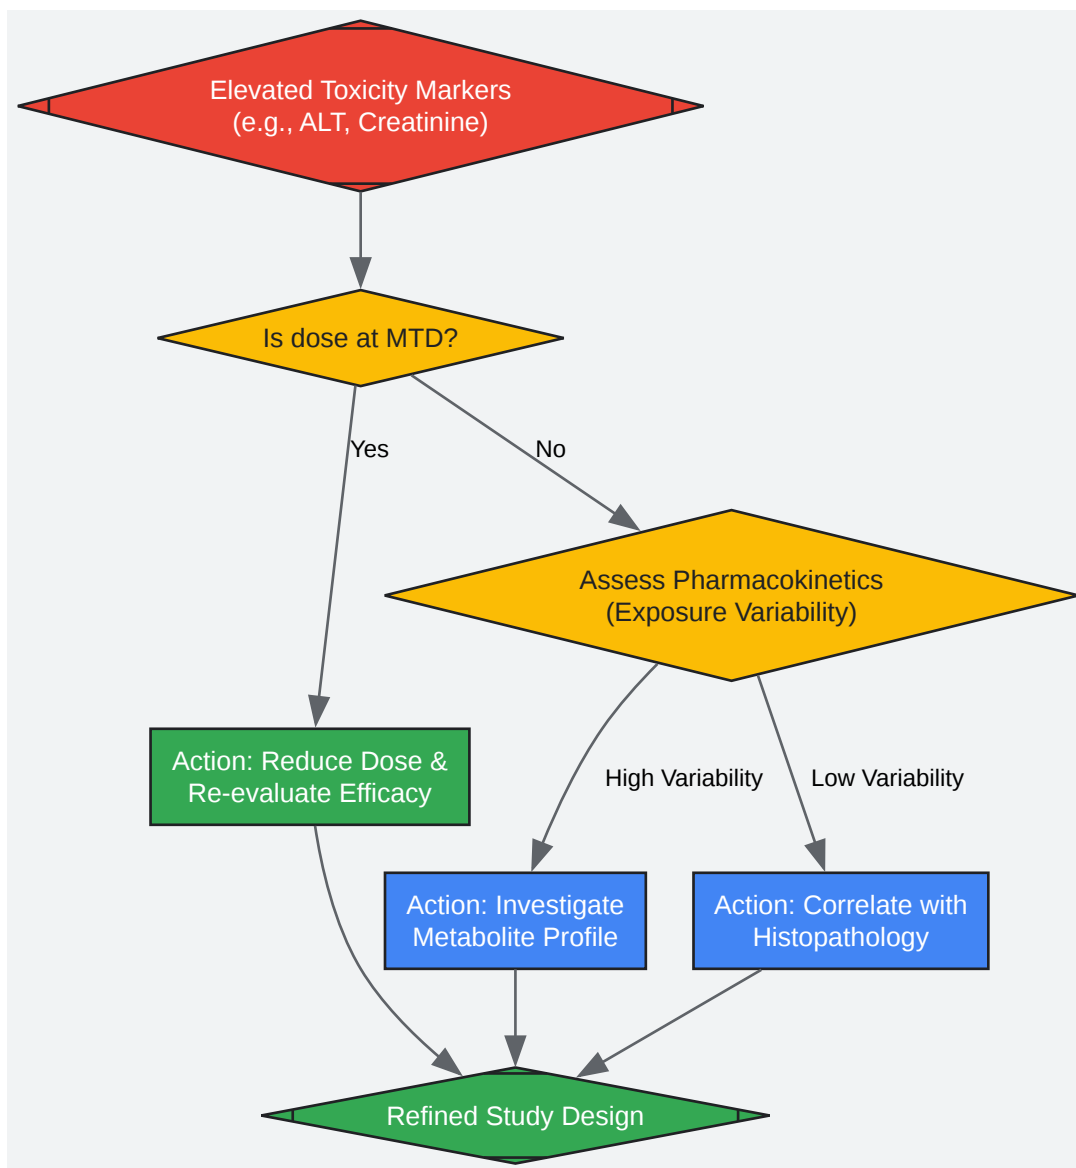 Elevated Toxicity Markers
(e.g., ALT, Creatinine)
Is dose at MTD?
Yes
No
Assess Pharmacokinetics
(Exposure Variability)
Action: Reduce Dose &
Re-evaluate Efficacy
High Variability
Low Variability
Action: Investigate
Metabolite Profile
Action: Correlate with
Histopathology
Refined Study Design